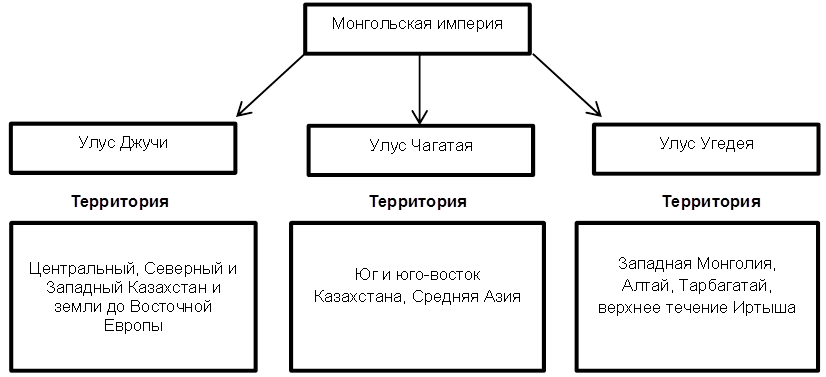 Монгольская империя
Улус Джучи
Улус Чагатая
Улус Угедея
Территория
Территория
Территория
Центральный, Северный и
Западный Казахстан и
земли до Восточной
Европы
Юг и юго-восток
Казахстана, Средняя Азия
Западная Монголия,
Алтай, Тарбагатай,
верхнее течение Иртыша